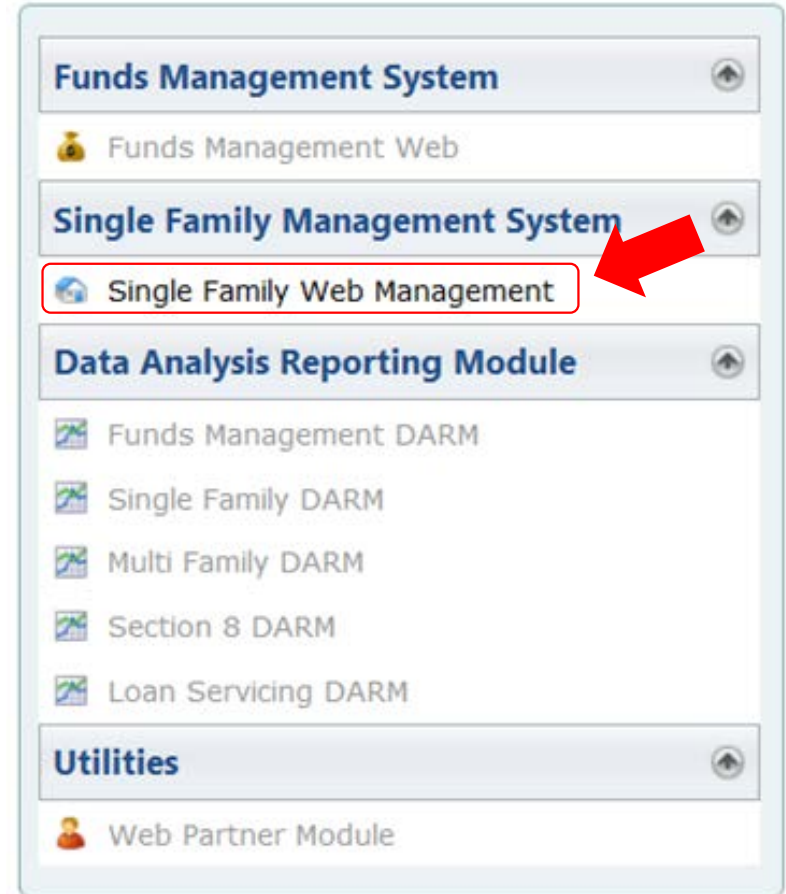 Funds Management System
Funds Management Web
Single Family Management System
Single Family Web Management
Data Analysis Reporting Module
Funds Management DARM
Single Family DARM
Multi Family DARM
Section 8 DARM
Loan Servicing DARM
Utilities
Web Partner Module